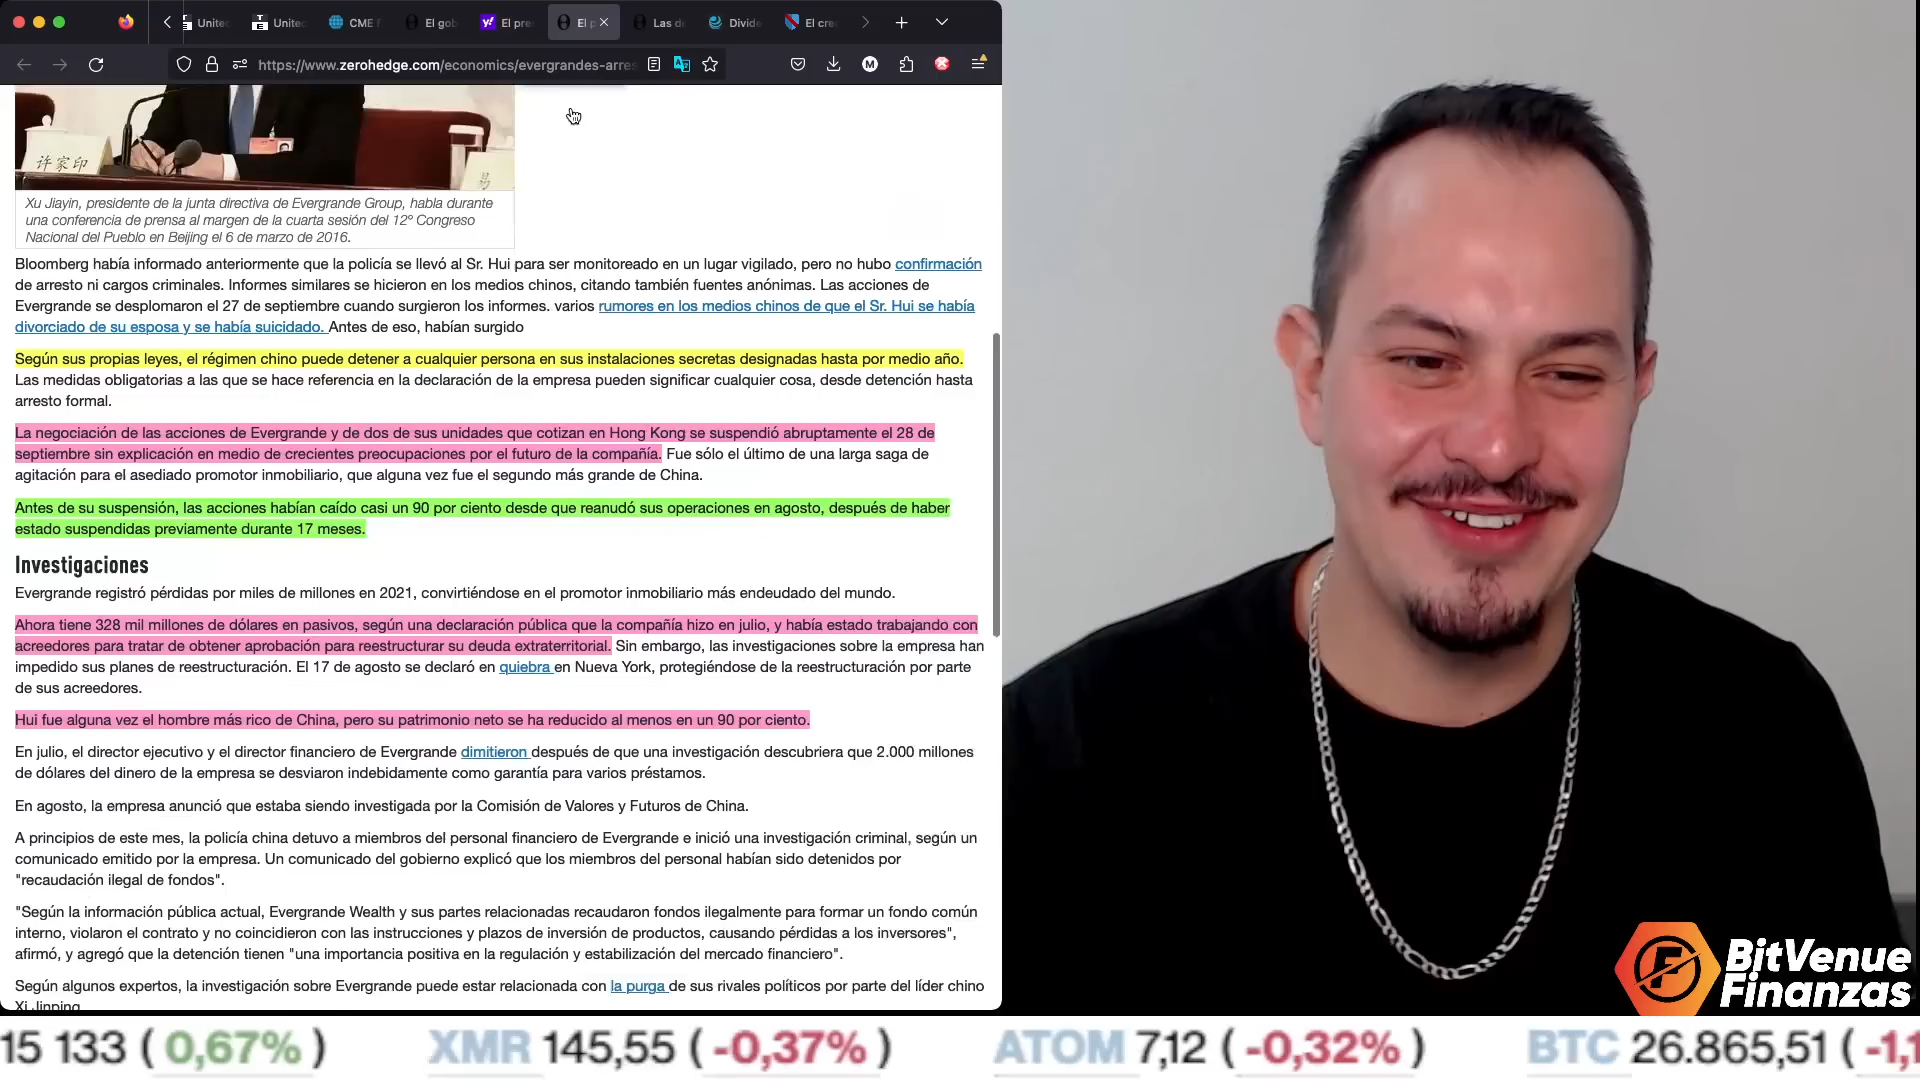 Unitec
Unitec
CME F
El gob
El pre
El p
Las de
Divide
El cre
https://www.zerohedge.com/economics/evergrandes-arres
许家印
易
Xu Jiayin, presidente de la junta directiva de Evergrande Group, habla durante
una conferencia de prensa al margen de la cuarta sesión del 12º Congreso
Nacional del Pueblo en Beijing el 6 de marzo de 2016.
Bloomberg había informado anteriormente que la policía se llevó al Sr. Hui para ser monitoreado en un lugar vigilado, pero no hubo confirmación
de arresto ni cargos criminales. Informes similares se hicieron en los medios chinos, citando también fuentes anónimas. Las acciones de
Evergrande se desplomaron el 27 de septiembre cuando surgieron los informes. varios rumores en los medios chinos de que el Sr. Hui se había
divorciado de su esposa y se había suicidado. Antes de eso, habían surgido
Según sus propias leyes, el régimen chino puede detener a cualquier persona en sus instalaciones secretas designadas hasta por medio año.
Las medidas obligatorias a las que se hace referencia en la declaración de la empresa pueden significar cualquier cosa, desde detención hasta
arresto formal.
La negociación de las acciones de Evergrande y de dos de sus unidades que cotizan en Hong Kong se suspendió abruptamente el 28 de
septiembre sin explicación en medio de crecientes preocupaciones por el futuro de la compañía. Fue sólo el último de una larga saga de
agitación para el asediado promotor inmobiliario, que alguna vez fue el segundo más grande de China.
Antes de su suspensión, las acciones habían caído casi un 90 por ciento desde que reanudó sus operaciones en agosto, después de haber
estado suspendidas previamente durante 17 meses.
Investigaciones
Evergrande registró pérdidas por miles de millones en 2021, convirtiéndose en el promotor inmobiliario más endeudado del mundo.
Ahora tiene 328 mil millones de dólares en pasivos, según una declaración pública que la compañía hizo en julio, y había estado trabajando con
acreedores para tratar de obtener aprobación para reestructurar su deuda extraterritorial. Sin embargo, las investigaciones sobre la empresa han
impedido sus planes de reestructuración. El 17 de agosto se declaró en quiebra en Nueva York, protegiéndose de la reestructuración por parte
de sus acreedores.
Hui fue alguna vez el hombre más rico de China, pero su patrimonio neto se ha reducido al menos en un 90 por ciento.
En julio, el director ejecutivo y el director financiero de Evergrande dimitieron después de que una investigación descubriera que 2.000 millones
de dólares del dinero de la empresa se desviaron indebidamente como garantía para varios préstamos.
En agosto, la empresa anunció que estaba siendo investigada por la Comisión de Valores y Futuros de China.
A principios de este mes, la policía china detuvo a miembros del personal financiero de Evergrande e inició una investigación criminal, según un
comunicado emitido por la empresa. Un comunicado del gobierno explicó que los miembros del personal habían sido detenidos por
"recaudación ilegal de fondos".
"Según la información pública actual, Evergrande Wealth y sus partes relacionadas recaudaron fondos ilegalmente para formar un fondo común
interno, violaron el contrato y no coincidieron con las instrucciones y plazos de inversión de productos, causando pérdidas a los inversores",
afirmó, y agregó que la detención tienen "una importancia positiva en la regulación y estabilización del mercado financiero".
Según algunos expertos, la investigación sobre Evergrande puede estar relacionada con la purga de sus rivales políticos por parte del líder chino
Xi Jinping
BitVenue
Finanzas
15 133 ( 0,67% ) XMR 145,55 ( -0,37% ) ATOM 7,12 ( -0,32% ) BTC 26.865,51 ( -1,1